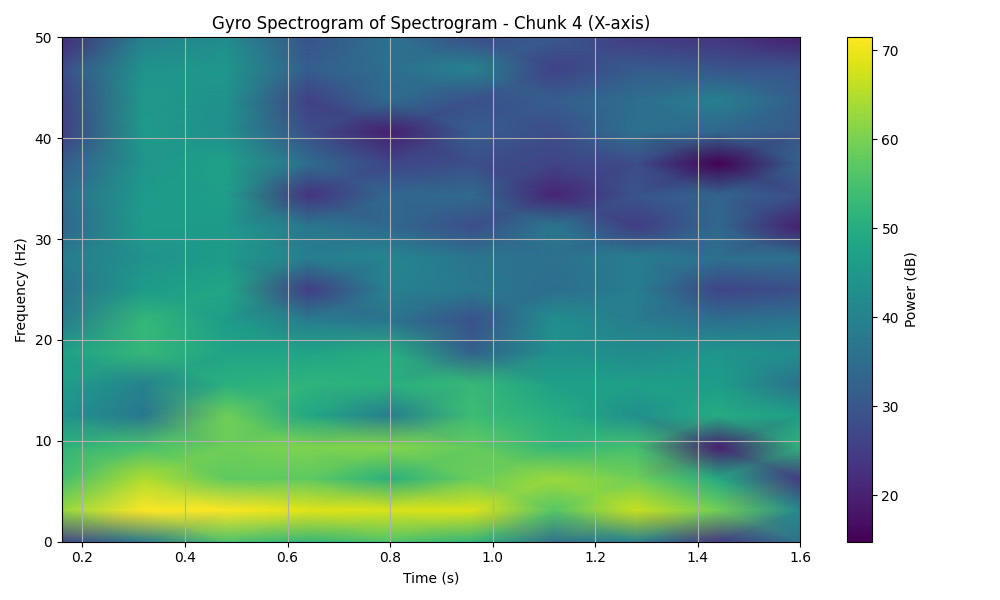 Gyro Spectrogram of Spectrogram - Chunk 4 (X-axis)
50
40
30
20
10
0
Frequency (Hz)
0.2 0.4 0.6 0.8 1.0 1.2 1.4 1.6
Time (s)
70
60
50
40
30
20
Power (dB)